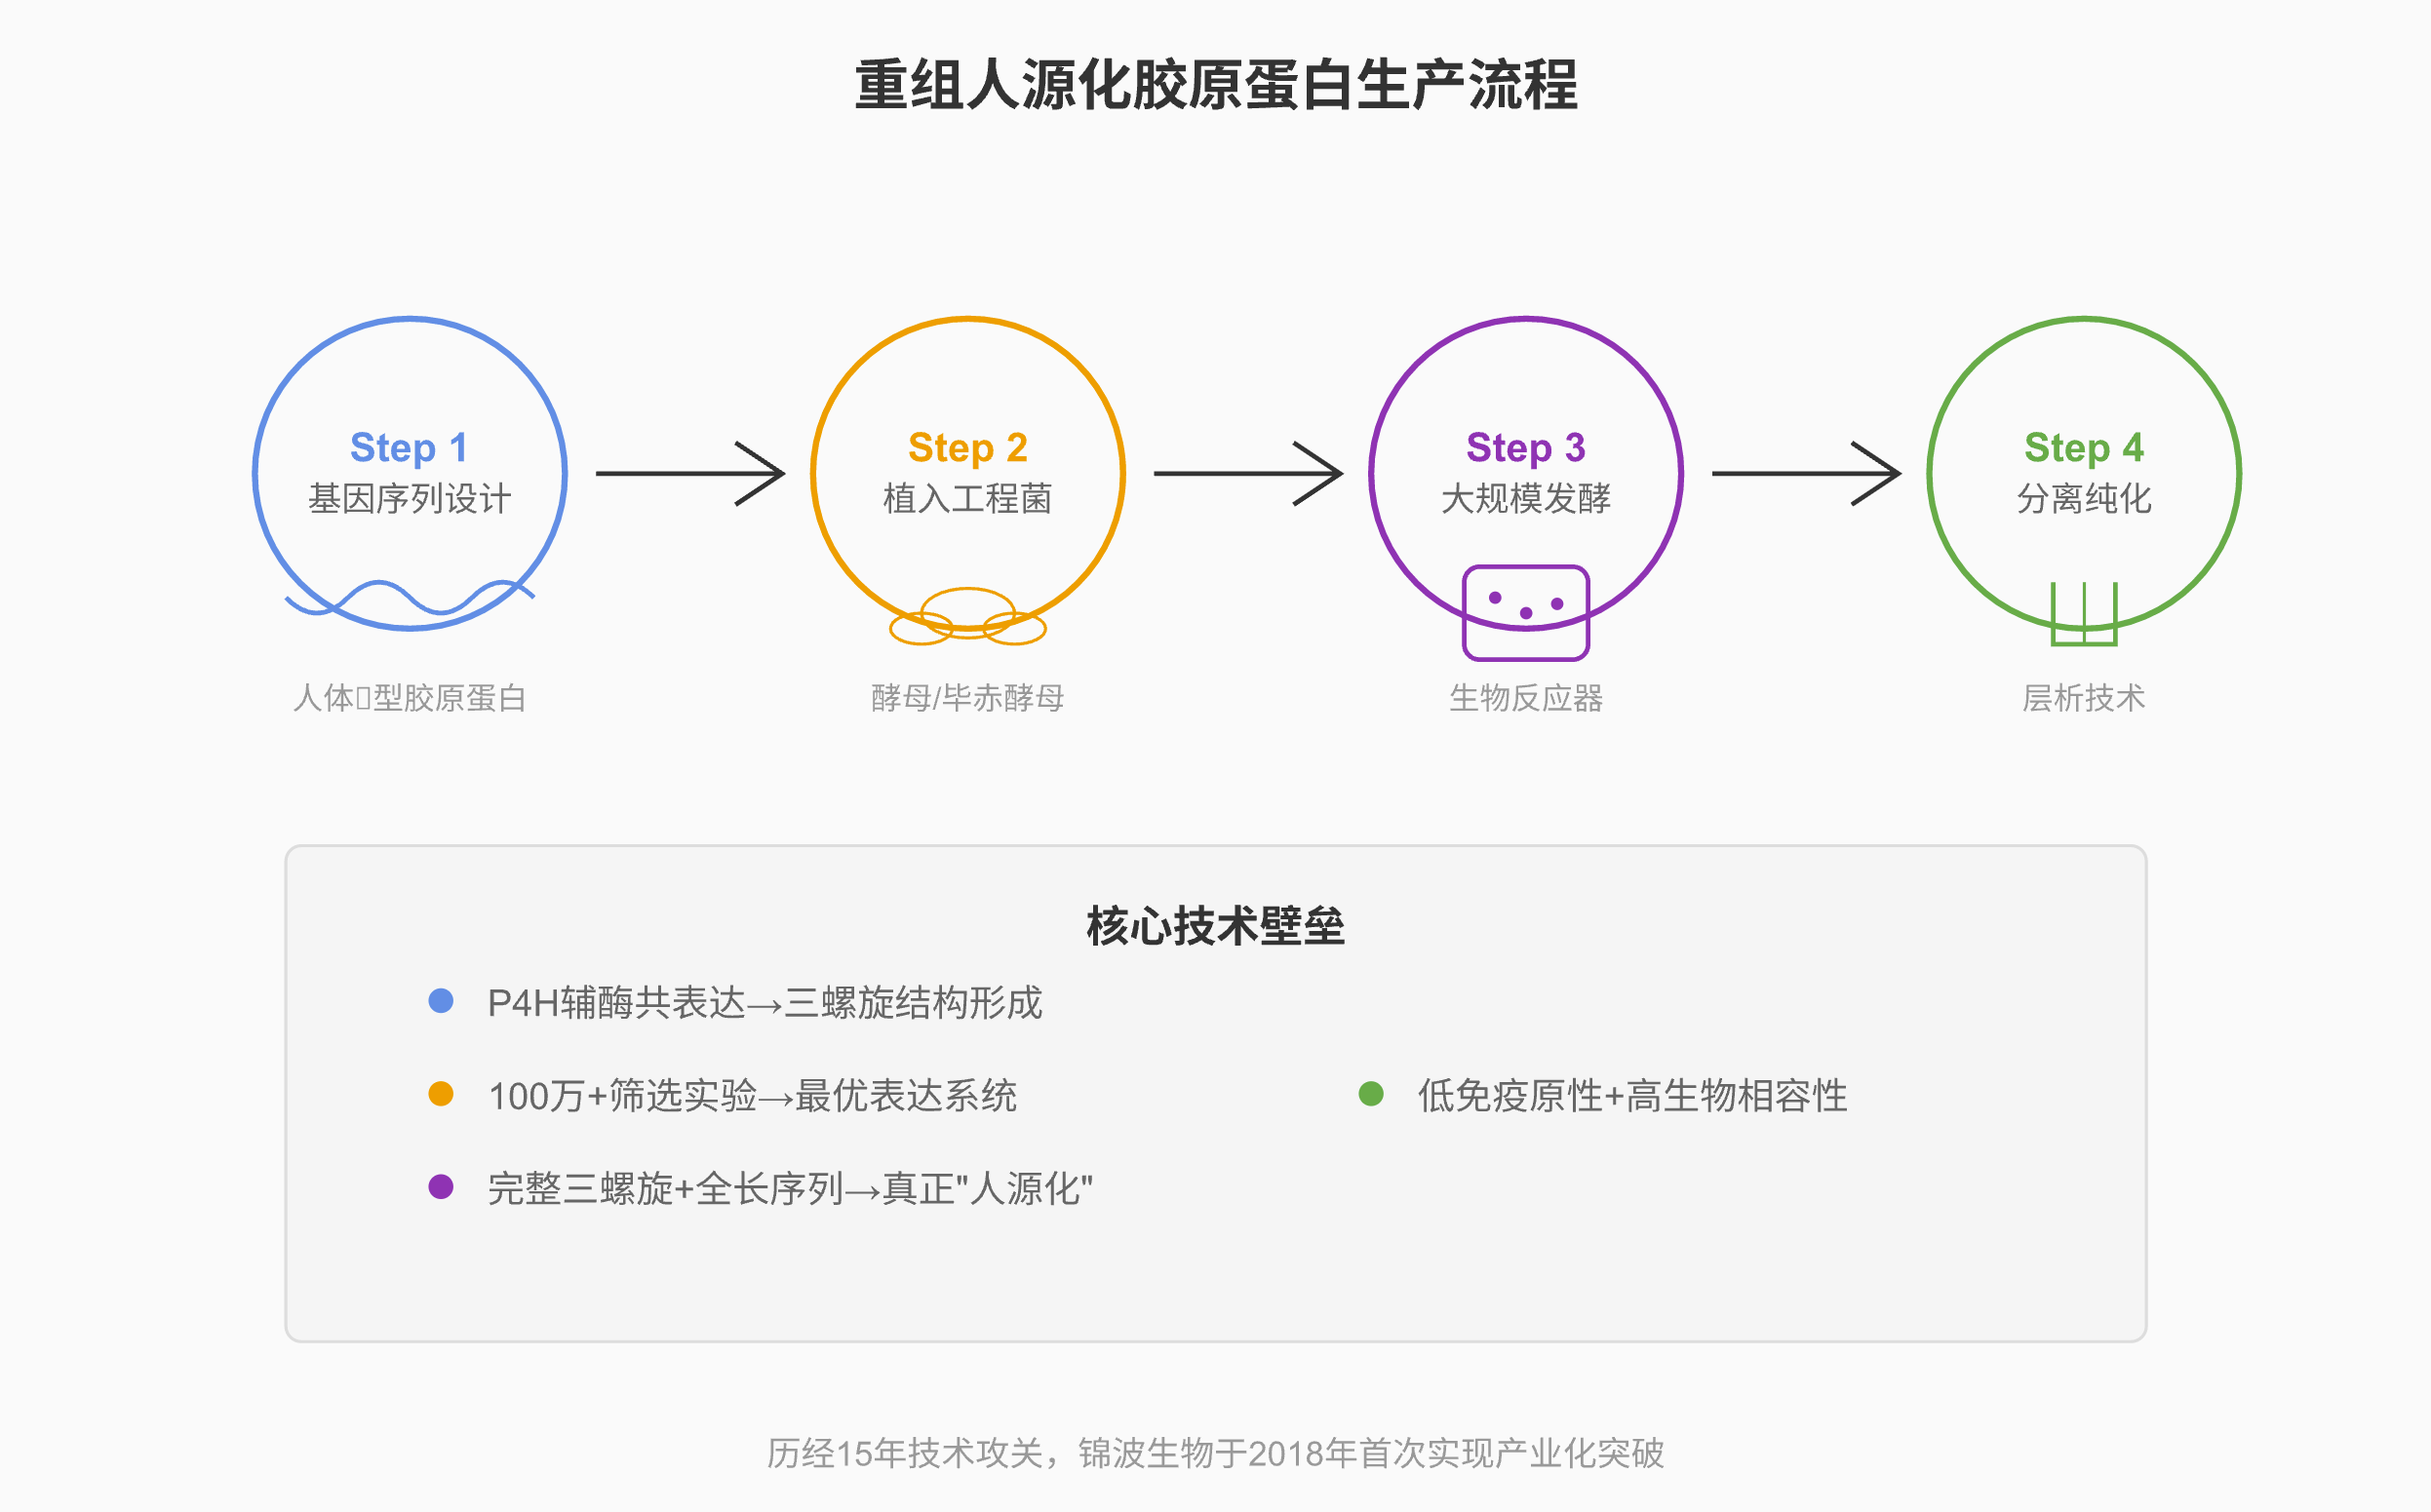 重组人源化胶原蛋白生产流程
Step 1
基因序列设计
人体▯型胶原蛋白
Step 2
植入工程菌
酵母/毕赤酵母
Step 3
大规模发酵
生物反应器
Step 4
分离纯化
层析技术
核心技术壁垒
P4H辅酶共表达→三螺旋结构形成
100万+筛选实验→最优表达系统
低免疫原性+高生物相容性
完整三螺旋+全长序列→真正"人源化"
历经15年技术攻关，锦波生物于2018年首次实现产业化突破